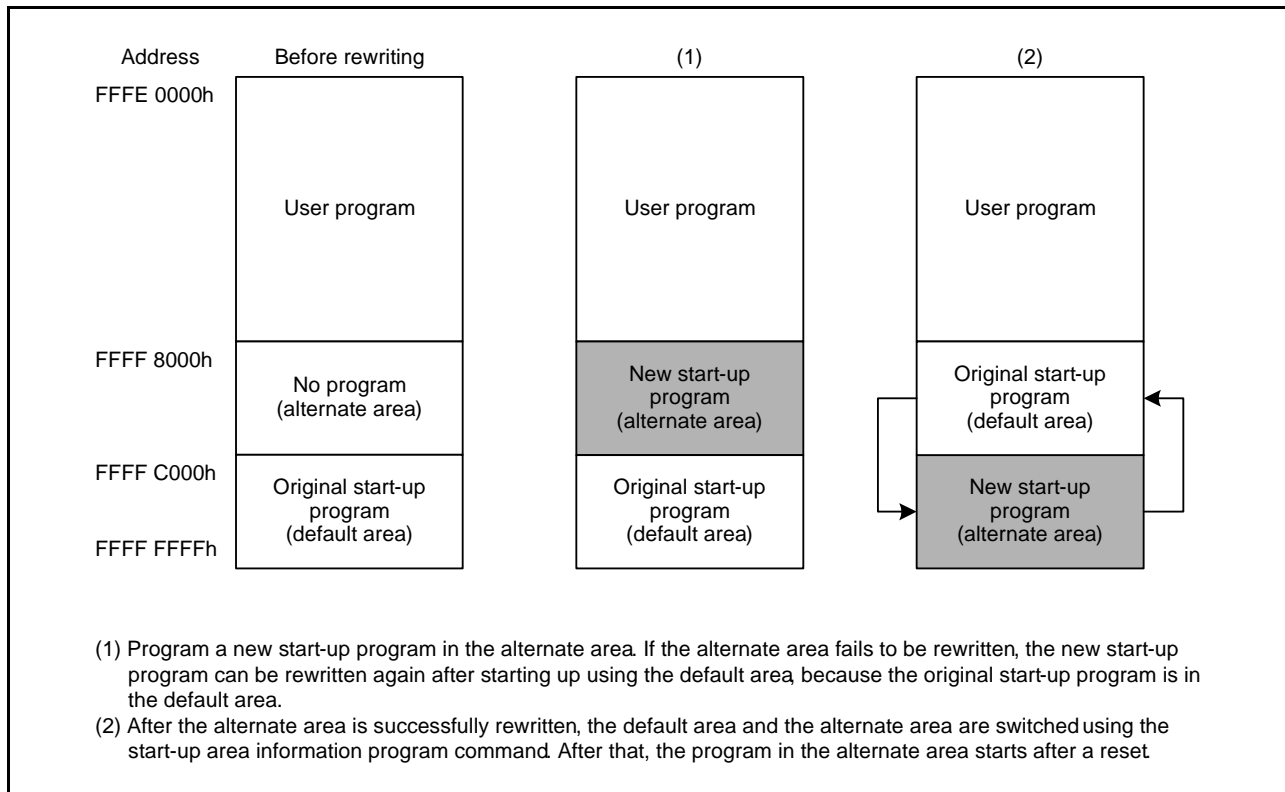 Address
Before rewriting
(1)
(2)
FFFE 0000h
User program
User program
User program
FFFF 8000h
No program
(alternate area)
New start-up
program
(alternate area)
Original start-up
program
(default area)
FFFF C000h
Original start-up
program
(default area)
Original start-up
program
(default area)
New start-up
program
(alternate area)
FFFF FFFFh
(1) Program a new start-up program in the alternate area. If the alternate area fails to be rewritten, the new start-up
program can be rewritten again after starting up using the default area, because the original start-up program is in
the default area.
(2) After the alternate area is successfully rewritten, the default area and the alternate area are switched using the
start-up area information program command. After that, the program in the alternate area starts after a reset.